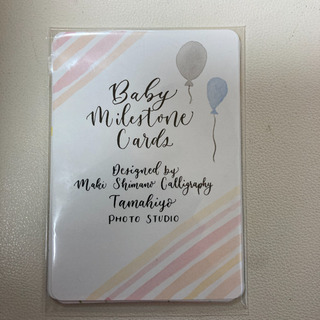 Baby
Milestone
Cards
Designed by
Maki Shimano Calligraphy
Tamahiyo
PHOTO STUDIO